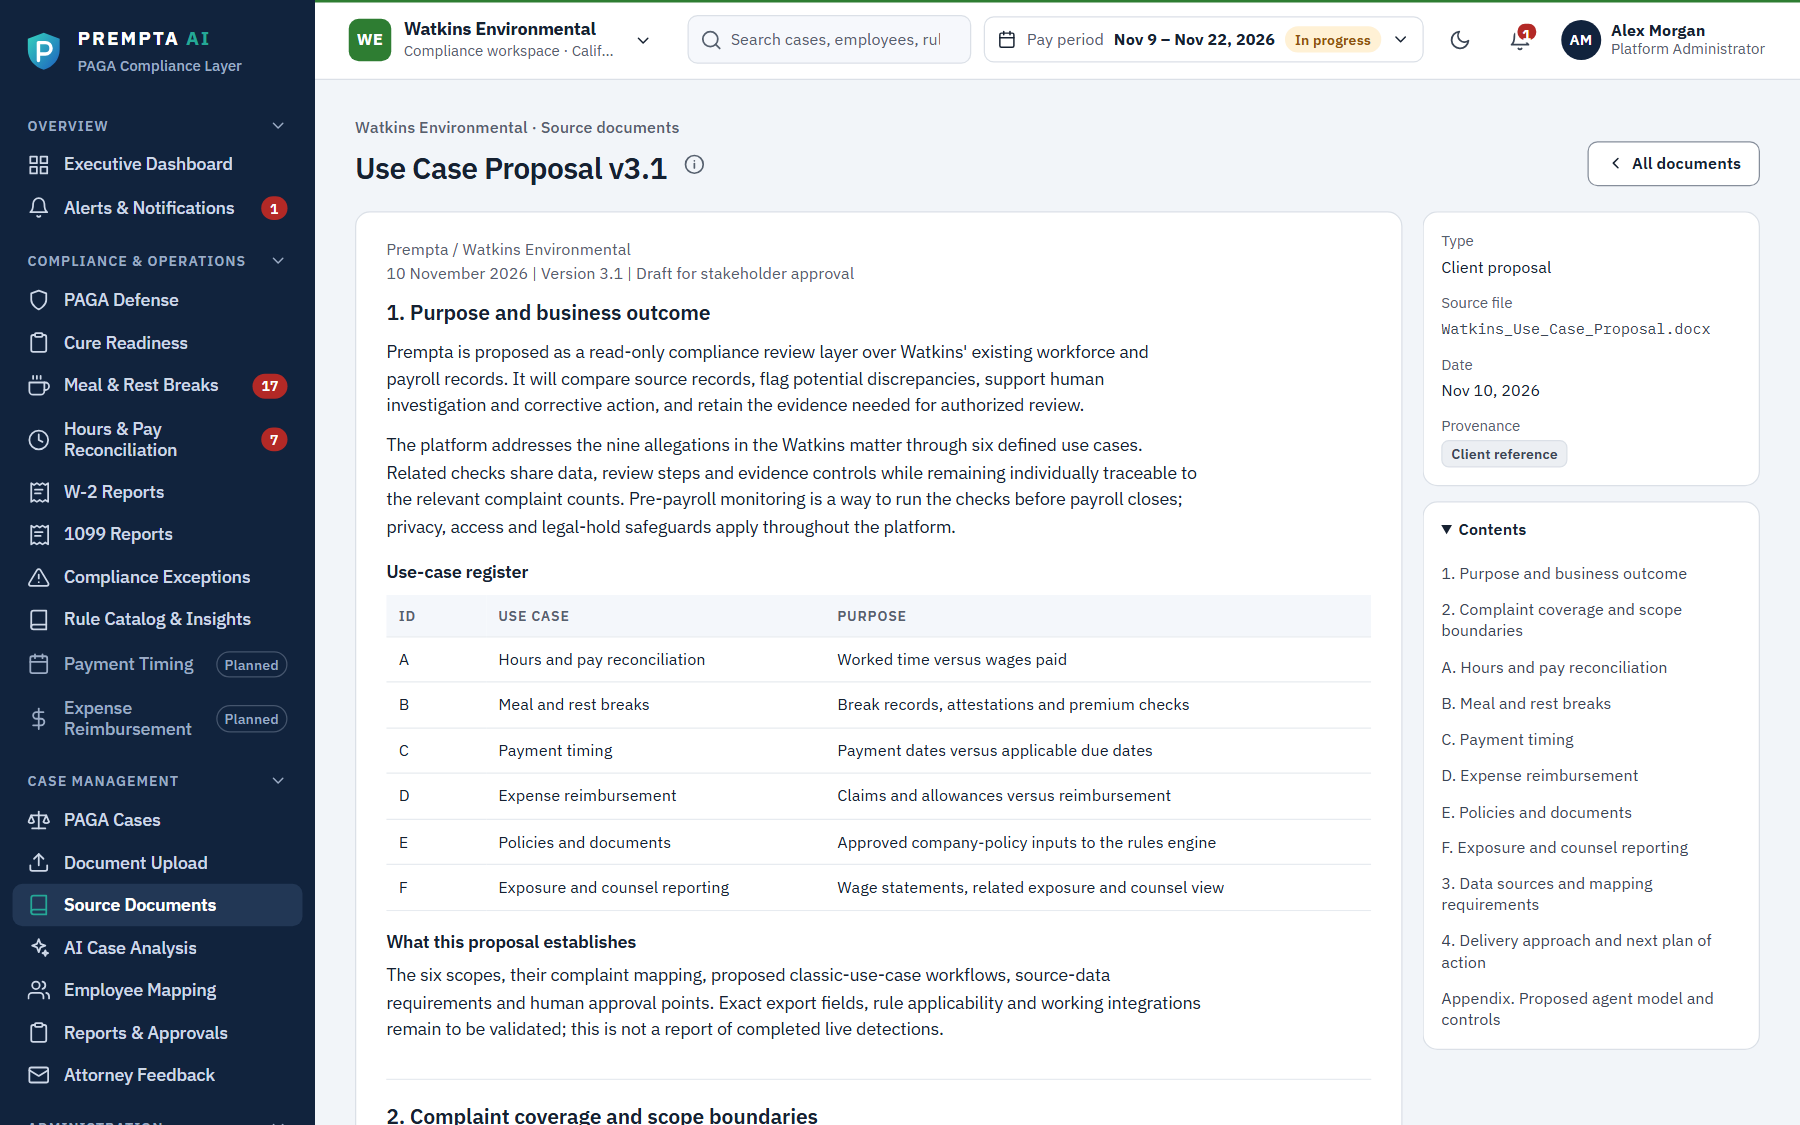 PREMPTA AI
PAGA Compliance Layer
OVERVIEW
Executive Dashboard
Alerts & Notifications 1
COMPLIANCE & OPERATIONS
PAGA Defense
Cure Readiness
Meal & Rest Breaks 17
Hours & Pay
Reconciliation 7
W-2 Reports
1099 Reports
Compliance Exceptions
Rule Catalog & Insights
Payment Timing Planned
Expense
Reimbursement Planned
CASE MANAGEMENT
PAGA Cases
Document Upload
Source Documents
AI Case Analysis
Employee Mapping
Reports & Approvals
Attorney Feedback
ADMINISTRATION
WE
Watkins Environmental
Compliance workspace · Calif...
Search cases, employees, rul
Pay period Nov 9 – Nov 22, 2026 In progress
1
AM
Alex Morgan
Platform Administrator
Watkins Environmental · Source documents
Use Case Proposal v3.1
All documents
Prempta / Watkins Environmental
10 November 2026 | Version 3.1 | Draft for stakeholder approval
1. Purpose and business outcome
Prempta is proposed as a read-only compliance review layer over Watkins' existing workforce and
payroll records. It will compare source records, flag potential discrepancies, support human
investigation and corrective action, and retain the evidence needed for authorized review.
The platform addresses the nine allegations in the Watkins matter through six defined use cases.
Related checks share data, review steps and evidence controls while remaining individually traceable to
the relevant complaint counts. Pre-payroll monitoring is a way to run the checks before payroll closes;
privacy, access and legal-hold safeguards apply throughout the platform.
Use-case register
ID USE CASE PURPOSE
A Hours and pay reconciliation Worked time versus wages paid
B Meal and rest breaks Break records, attestations and premium checks
C Payment timing Payment dates versus applicable due dates
D Expense reimbursement Claims and allowances versus reimbursement
E Policies and documents Approved company-policy inputs to the rules engine
F Exposure and counsel reporting Wage statements, related exposure and counsel view
What this proposal establishes
The six scopes, their complaint mapping, proposed classic-use-case workflows, source-data
requirements and human approval points. Exact export fields, rule applicability and working integrations
remain to be validated; this is not a report of completed live detections.
2. Complaint coverage and scope boundaries
Type
Client proposal
Source file
Watkins_Use_Case_Proposal.docx
Date
Nov 10, 2026
Provenance
Client reference
Contents
1. Purpose and business outcome
2. Complaint coverage and scope
boundaries
A. Hours and pay reconciliation
B. Meal and rest breaks
C. Payment timing
D. Expense reimbursement
E. Policies and documents
F. Exposure and counsel reporting
3. Data sources and mapping
requirements
4. Delivery approach and next plan of
action
Appendix. Proposed agent model and
controls